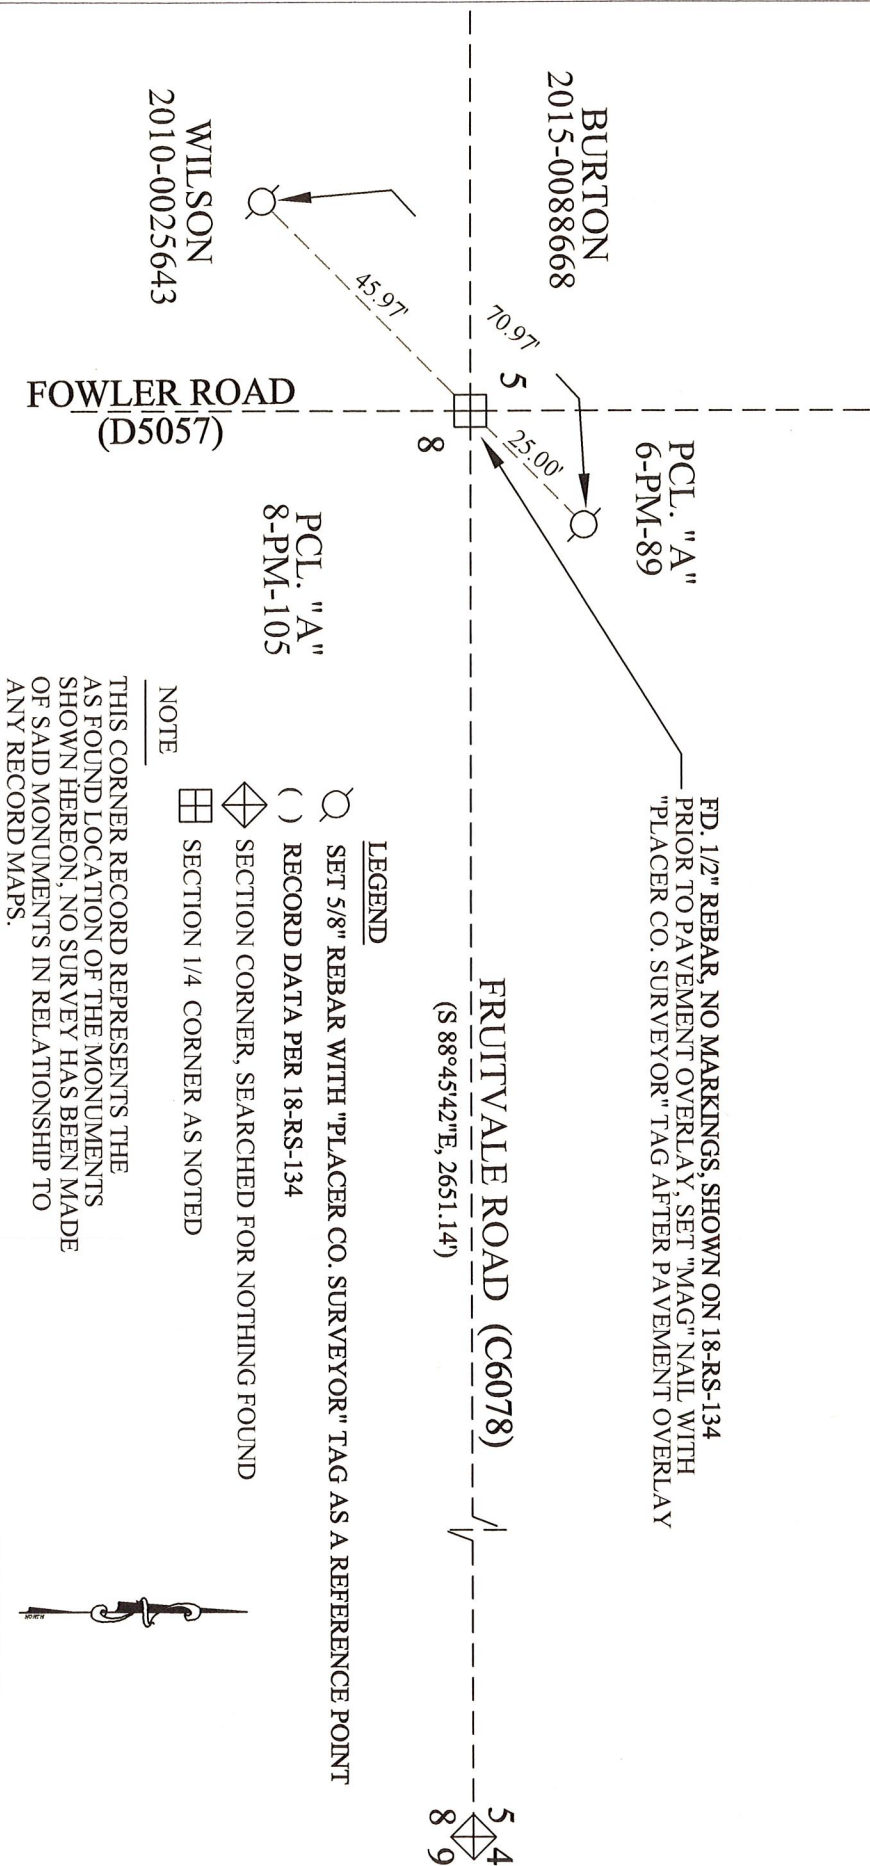 BURTON
2015-0088668
WILSON
2010-0025643
70.97'
45.97'
25.00'
5
8
FOWLER ROAD
(D5057)
PCL. "A"
6-PM-89
PCL. "A"
8-PM-105
FD. 1/2" REBAR, NO MARKINGS, SHOWN ON 18-RS-134
PRIOR TO PAVEMENT OVERLAY, SET "MAG" NAIL WITH
"PLACER CO. SURVEYOR" TAG AFTER PAVEMENT OVERLAY
FRUITVALE ROAD (C6078)
(S 88°45'42"E, 2651.14')
5 4
8 9
LEGEND
SET 5/8" REBAR WITH "PLACER CO. SURVEYOR" TAG AS A REFERENCE POINT
( ) RECORD DATA PER 18-RS-134
SECTION CORNER, SEARCHED FOR NOTHING FOUND
SECTION 1/4 CORNER AS NOTED
NOTE
THIS CORNER RECORD REPRESENTS THE
AS FOUND LOCATION OF THE MONUMENTS
SHOWN HEREON, NO SURVEY HAS BEEN MADE
OF SAID MONUMENTS IN RELATIONSHIP TO
ANY RECORD MAPS.
NORTH